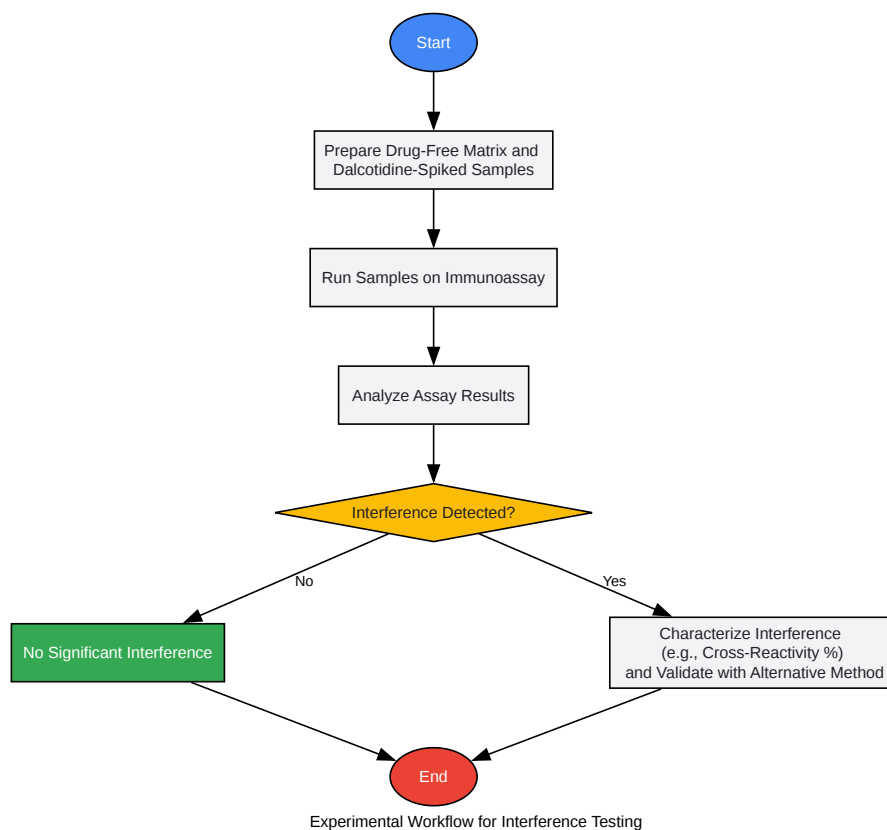 Start
Prepare Drug-Free Matrix and
Dalcotidine-Spiked Samples
Run Samples on Immunoassay
Analyze Assay Results
Interference Detected?
No
Yes
No Significant Interference
Characterize Interference
(e.g., Cross-Reactivity %)
and Validate with Alternative Method
End
Experimental Workflow for Interference Testing